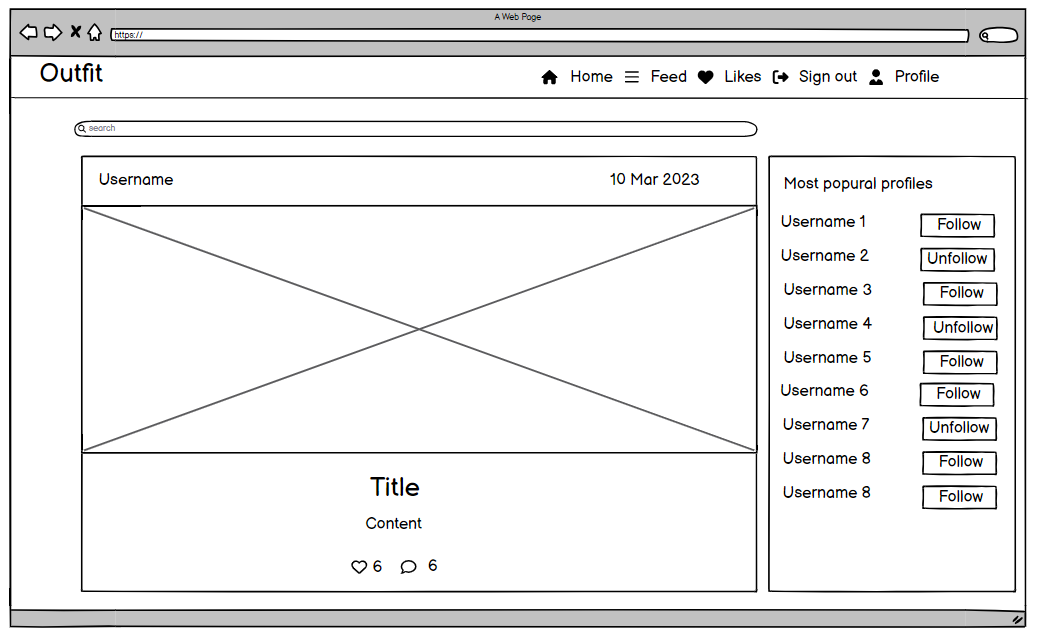 A Web Page
https://
Outfit
Home Feed Likes Sign out Profile
search
Username 10 Mar 2023
Title
Content
6 6
Most popural profiles
Username 1 Follow
Username 2 Unfollow
Username 3 Follow
Username 4 Unfollow
Username 5 Follow
Username 6 Follow
Username 7 Unfollow
Username 8 Follow
Username 8 Follow